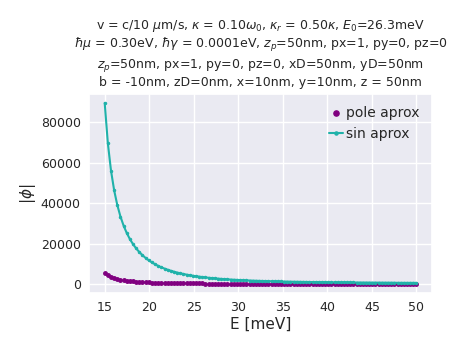 v = c/10 μm/s, κ = 0.10ω₀, κᵣ = 0.50κ, E₀=26.3meV
ℏμ = 0.30eV, ℏγ = 0.0001eV, zₚ=50nm, px=1, py=0, pz=0
zₚ=50nm, px=1, py=0, pz=0, xD=50nm, yD=50nm
b = -10nm, zD=0nm, x=10nm, y=10nm, z = 50nm
pole aprox
sin aprox
80000
60000
40000
20000
0
|ϕ|
15 20 25 30 35 40 45 50
E [meV]